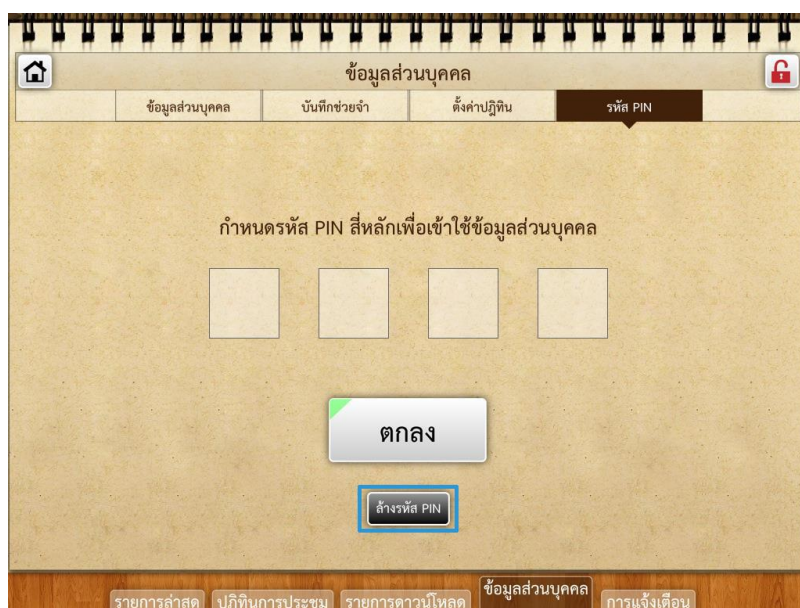 ข้อมูลส่วนบุคคล
ข้อมูลส่วนบุคคล บันทึกช่วยจำ ตั้งค่าปฎิทิน รหัส PIN
กำหนดรหัส PIN สี่หลักเพื่อเข้าใช้ข้อมูลส่วนบุคคล
ตกลง
ล้างรหัส PIN
รายการล่าสุด ปฎิทินการประชุม รายการดาวน์โหลด ข้อมูลส่วนบุคคล การแจ้งเตือน